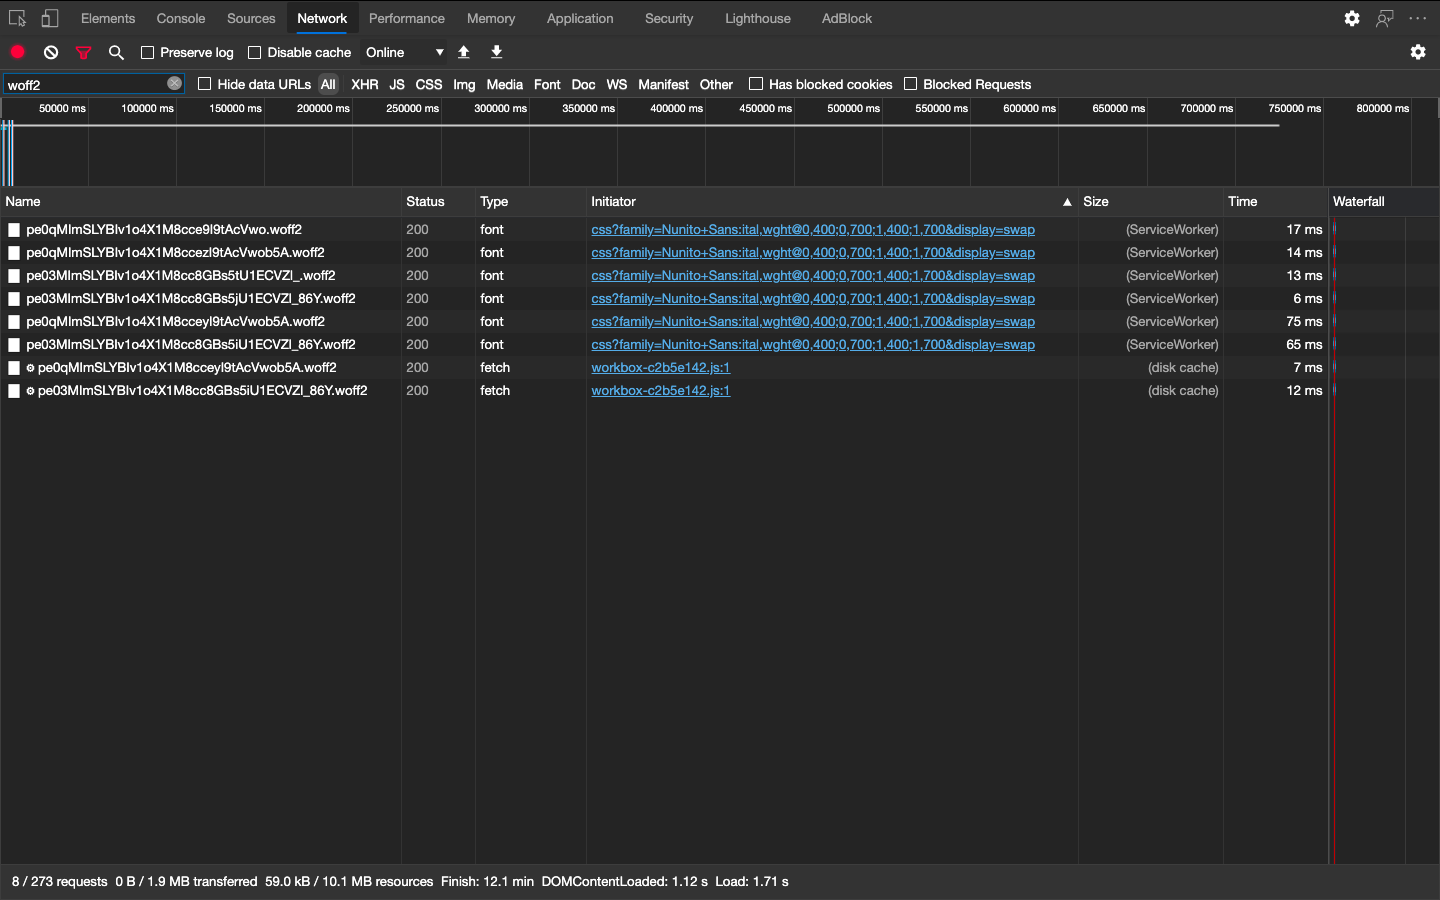 Elements Console Sources Network Performance Memory Application Security Lighthouse AdBlock
Preserve log Disable cache Online
woff2 Hide data URLs All XHR JS CSS Img Media Font Doc WS Manifest Other Has blocked cookies Blocked Requests
50000 ms 100000 ms 150000 ms 200000 ms 250000 ms 300000 ms 350000 ms 400000 ms 450000 ms 500000 ms 550000 ms 600000 ms 650000 ms 700000 ms 750000 ms 800000 ms
Name Status Type Initiator Size Time Waterfall
pe0qMImSLYBIv1o4X1M8cce9I9tAcVwo.woff2 200 font css?family=Nunito+Sans:ital,wght@0,400;0,700;1,400;1,700&display=swap (ServiceWorker) 17 ms
pe0qMImSLYBIv1o4X1M8ccezI9tAcVwob5A.woff2 200 font css?family=Nunito+Sans:ital,wght@0,400;0,700;1,400;1,700&display=swap (ServiceWorker) 14 ms
pe03MImSLYBIv1o4X1M8cc8GBs5tU1ECVZl_.woff2 200 font css?family=Nunito+Sans:ital,wght@0,400;0,700;1,400;1,700&display=swap (ServiceWorker) 13 ms
pe03MImSLYBIv1o4X1M8cc8GBs5jU1ECVZl_86Y.woff2 200 font css?family=Nunito+Sans:ital,wght@0,400;0,700;1,400;1,700&display=swap (ServiceWorker) 6 ms
pe0qMImSLYBIv1o4X1M8cceyI9tAcVwob5A.woff2 200 font css?family=Nunito+Sans:ital,wght@0,400;0,700;1,400;1,700&display=swap (ServiceWorker) 75 ms
pe03MImSLYBIv1o4X1M8cc8GBs5iU1ECVZl_86Y.woff2 200 font css?family=Nunito+Sans:ital,wght@0,400;0,700;1,400;1,700&display=swap (ServiceWorker) 65 ms
pe0qMImSLYBIv1o4X1M8cceyI9tAcVwob5A.woff2 200 fetch workbox-c2b5e142.js:1 (disk cache) 7 ms
pe03MImSLYBIv1o4X1M8cc8GBs5iU1ECVZl_86Y.woff2 200 fetch workbox-c2b5e142.js:1 (disk cache) 12 ms
8 / 273 requests 0 B / 1.9 MB transferred 59.0 kB / 10.1 MB resources Finish: 12.1 min DOMContentLoaded: 1.12 s Load: 1.71 s